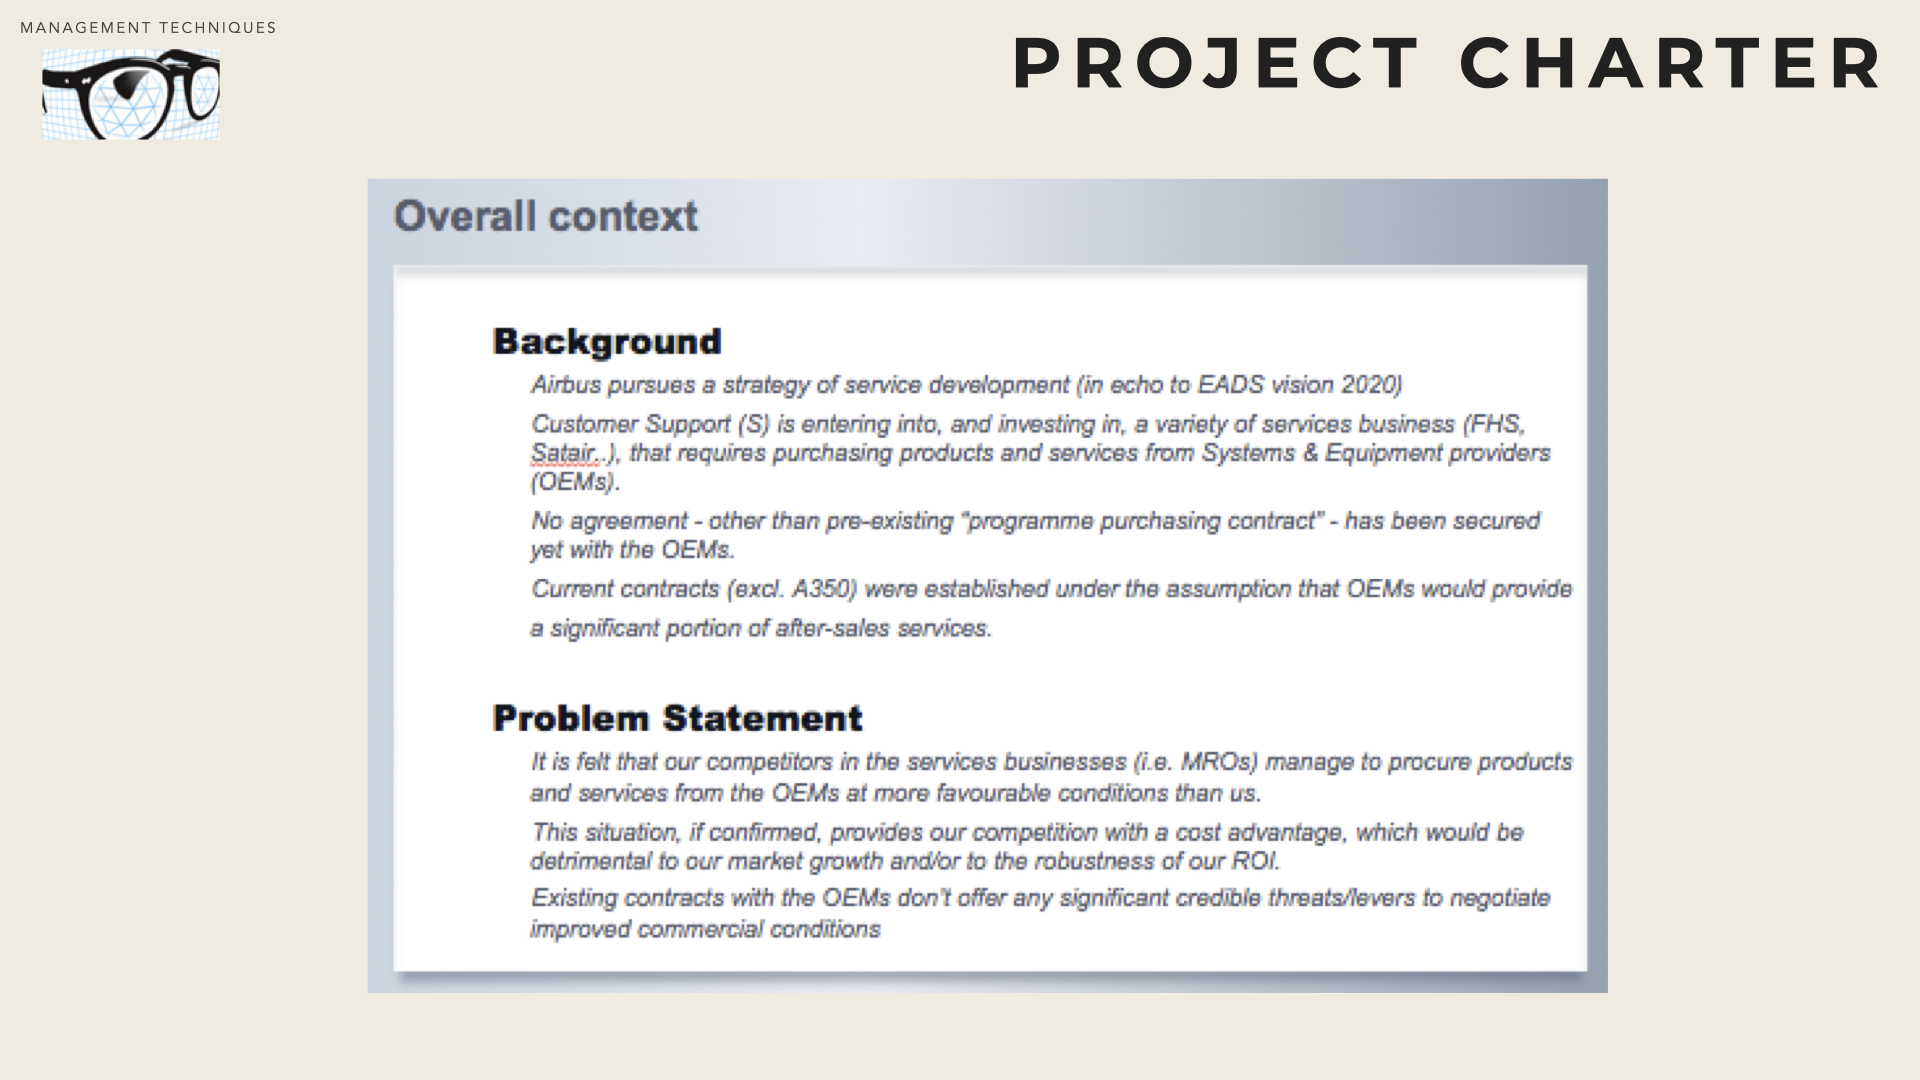 MANAGEMENT TECHNIQUES
PROJECT CHARTER
Overall context
Background
Airbus pursues a strategy of service development (in echo to EADS vision 2020)
Customer Support (S) is entering into, and investing in, a variety of services business (FHS,
Satair..), that requires purchasing products and services from Systems & Equipment providers
(OEMs).
No agreement - other than pre-existing “programme purchasing contract” - has been secured
yet with the OEMs.
Current contracts (excl. A350) were established under the assumption that OEMs would provide
a significant portion of after-sales services.
Problem Statement
It is felt that our competitors in the services businesses (i.e. MROs) manage to procure products
and services from the OEMs at more favourable conditions than us.
This situation, if confirmed, provides our competition with a cost advantage, which would be
detrimental to our market growth and/or to the robustness of our ROI.
Existing contracts with the OEMs don’t offer any significant credible threats/levers to negotiate
improved commercial conditions